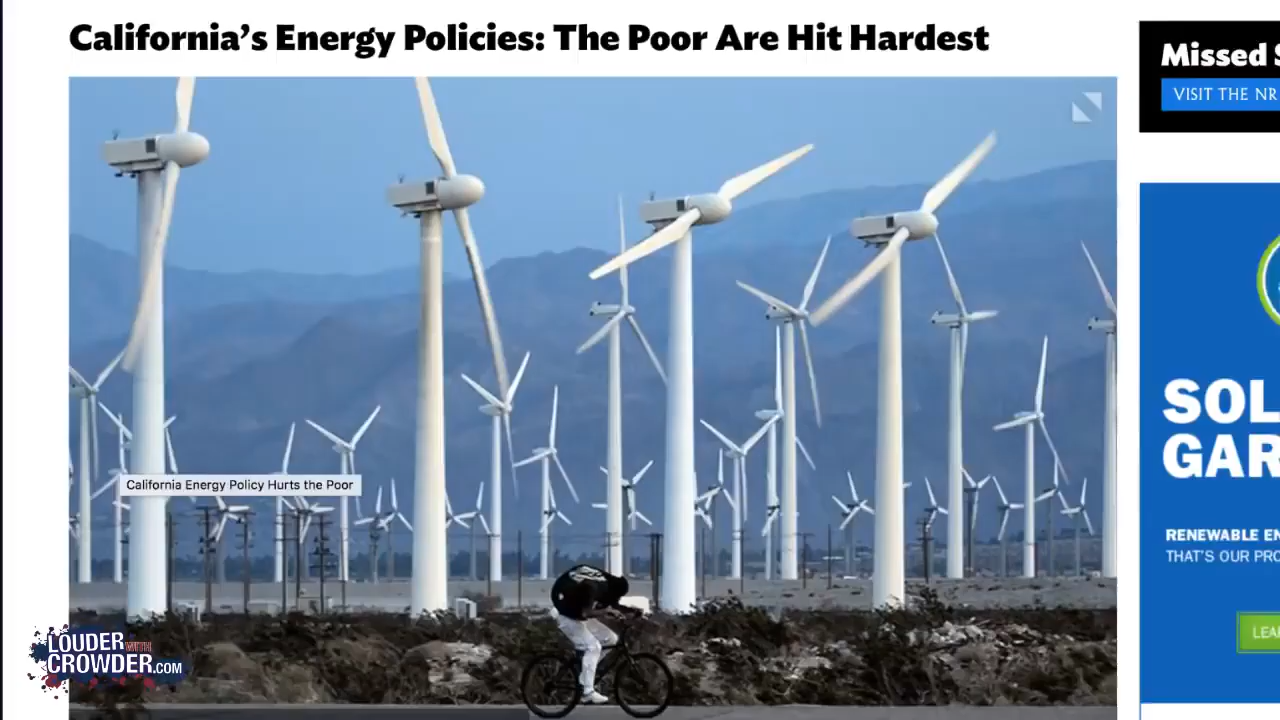 California's Energy Policies: The Poor Are Hit Hardest
Missed
VISIT THE NR
California Energy Policy Hurts the Poor
SOL
GAR
RENEWABLE EN
THAT'S OUR PRO
LEA
LOUDER WITH
CROWDER.COM